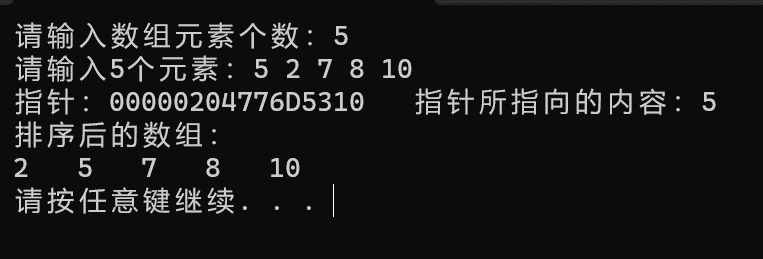 请输入数组元素个数：5
请输入5个元素：5 2 7 8 10
指针：00000204776D5310   指针所指向的内容：5
排序后的数组：
2   5   7   8   10
请按任意键继续. . .